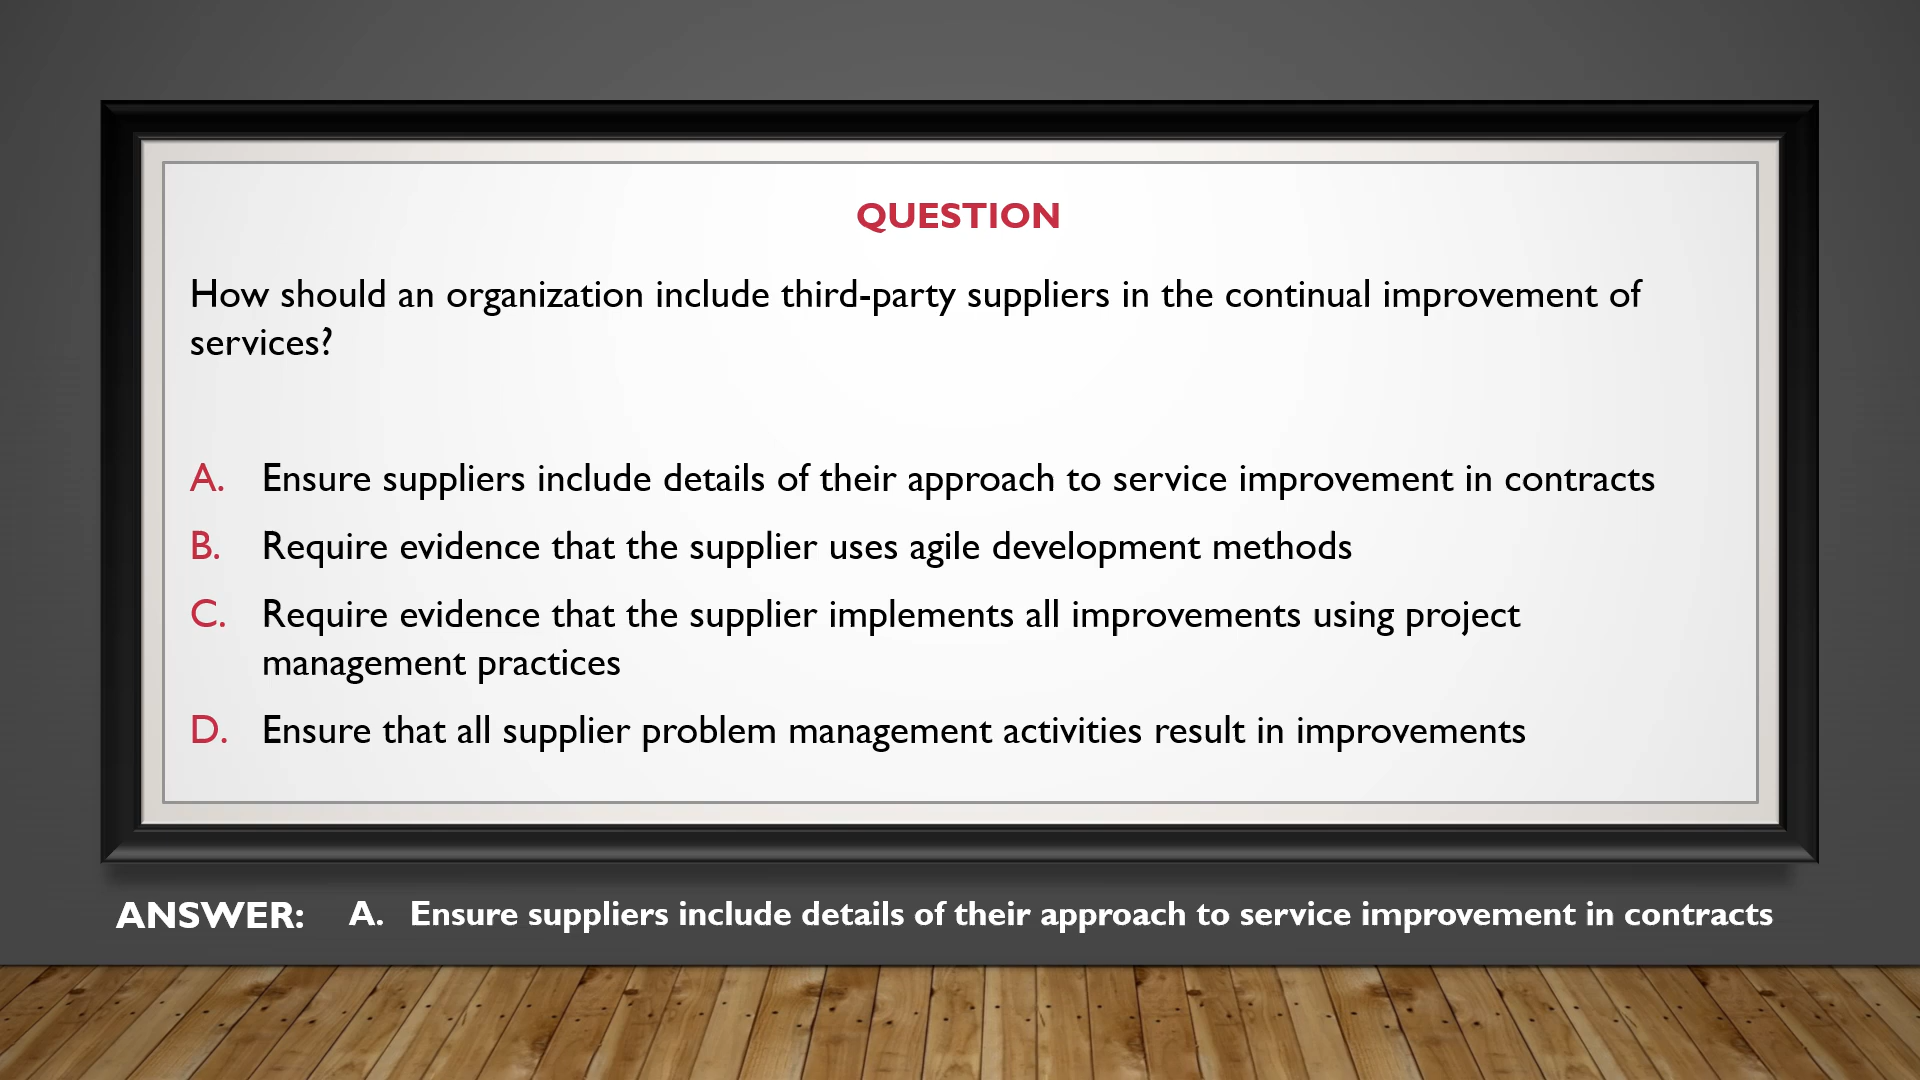 QUESTION
How should an organization include third-party suppliers in the continual improvement of
services?
A. Ensure suppliers include details of their approach to service improvement in contracts
B. Require evidence that the supplier uses agile development methods
C. Require evidence that the supplier implements all improvements using project
management practices
D. Ensure that all supplier problem management activities result in improvements
ANSWER: A. Ensure suppliers include details of their approach to service improvement in contracts